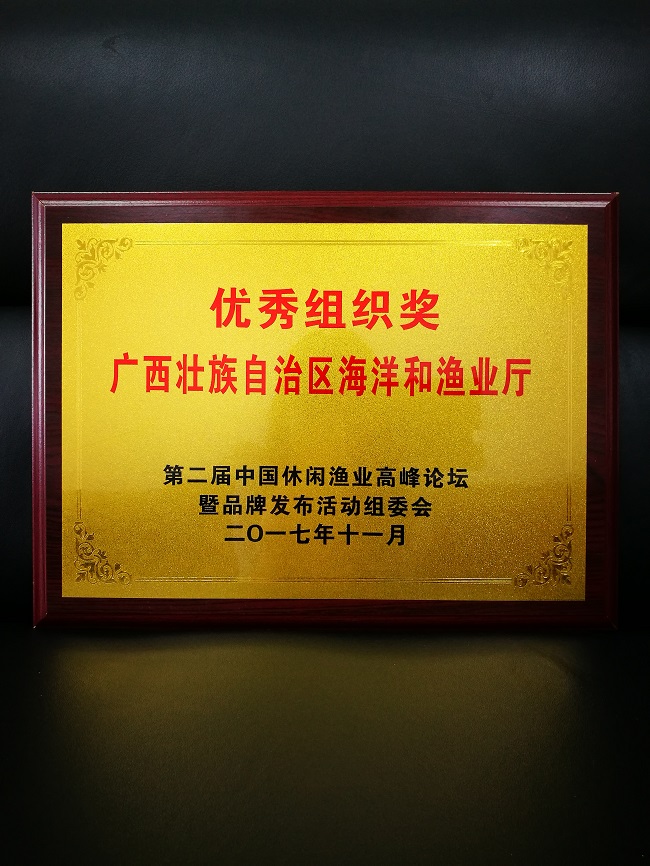 优秀组织奖
广西壮族自治区海洋和渔业厅
第二届中国休闲渔业高峰论坛
暨品牌发布活动组委会
二〇一七年十一月